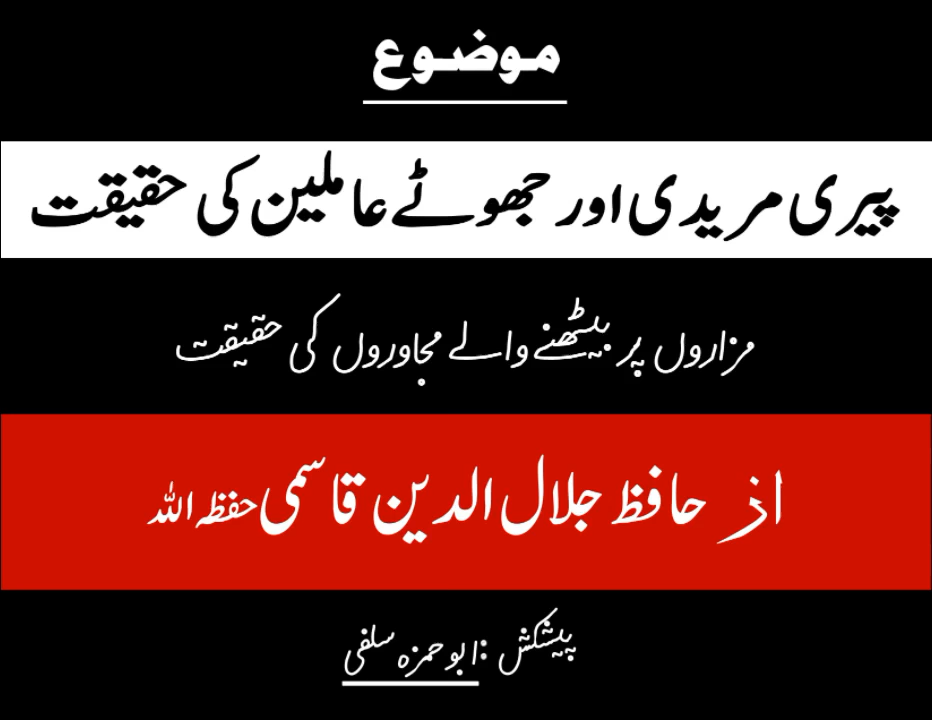 موضوع
پیری مریدی اور جھوٹے عاملین کی حقیقت
مزاروں پر بیٹھنے والے مجاوروں کی حقیقت
از حافظ جلال الدین قاسمی حفظہ اللہ
پیشکش : ابو حمزہ سلفی